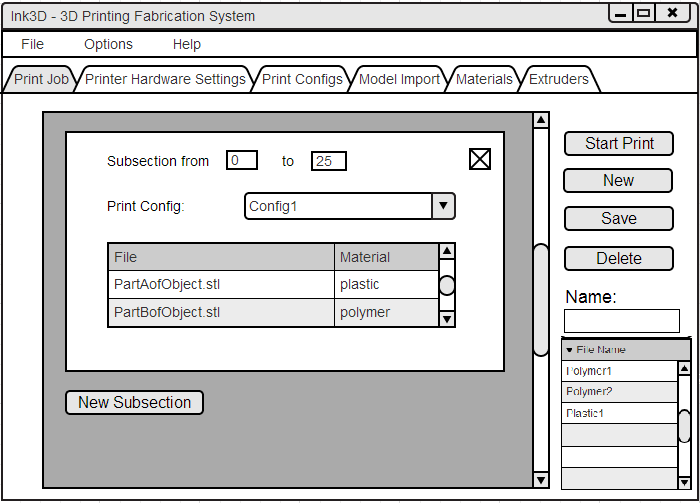 Ink3D - 3D Printing Fabrication System
File Options Help
Print Job Printer Hardware Settings Print Configs Model Import Materials Extruders
Subsection from 0 to 25
Print Config: Config1
File Material
PartAofObject.stl plastic
PartBofObject.stl polymer
New Subsection
Start Print
New
Save
Delete
Name:
File Name
Polymer1
Polymer2
Plastic1